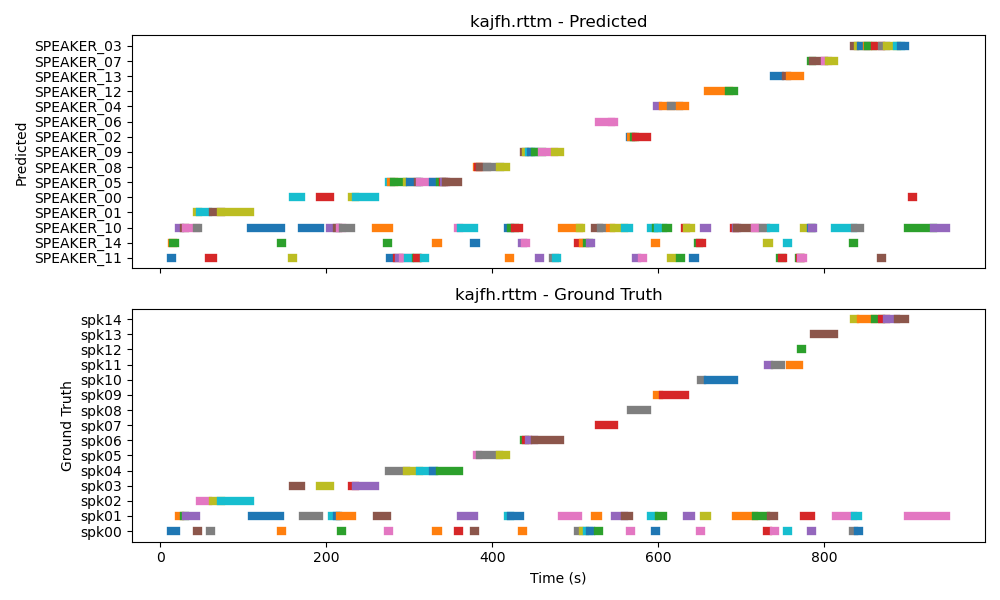 kajfh.rttm - Predicted
Predicted
SPEAKER_03
SPEAKER_07
SPEAKER_13
SPEAKER_12
SPEAKER_04
SPEAKER_06
SPEAKER_02
SPEAKER_09
SPEAKER_08
SPEAKER_05
SPEAKER_00
SPEAKER_01
SPEAKER_10
SPEAKER_14
SPEAKER_11
kajfh.rttm - Ground Truth
Ground Truth
spk14
spk13
spk12
spk11
spk10
spk09
spk08
spk07
spk06
spk05
spk04
spk03
spk02
spk01
spk00
0 200 400 600 800
Time (s)